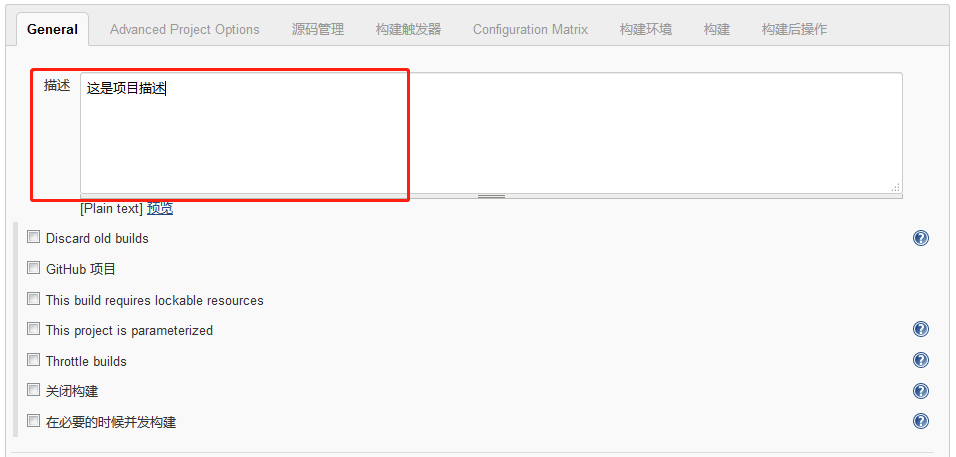 General Advanced Project Options 源码管理 构建触发器 Configuration Matrix 构建环境 构建 构建后操作
描述 这是项目描述
[Plain text] 预览
Discard old builds
GitHub 项目
This build requires lockable resources
This project is parameterized
Throttle builds
关闭构建
在必要的时候并发构建